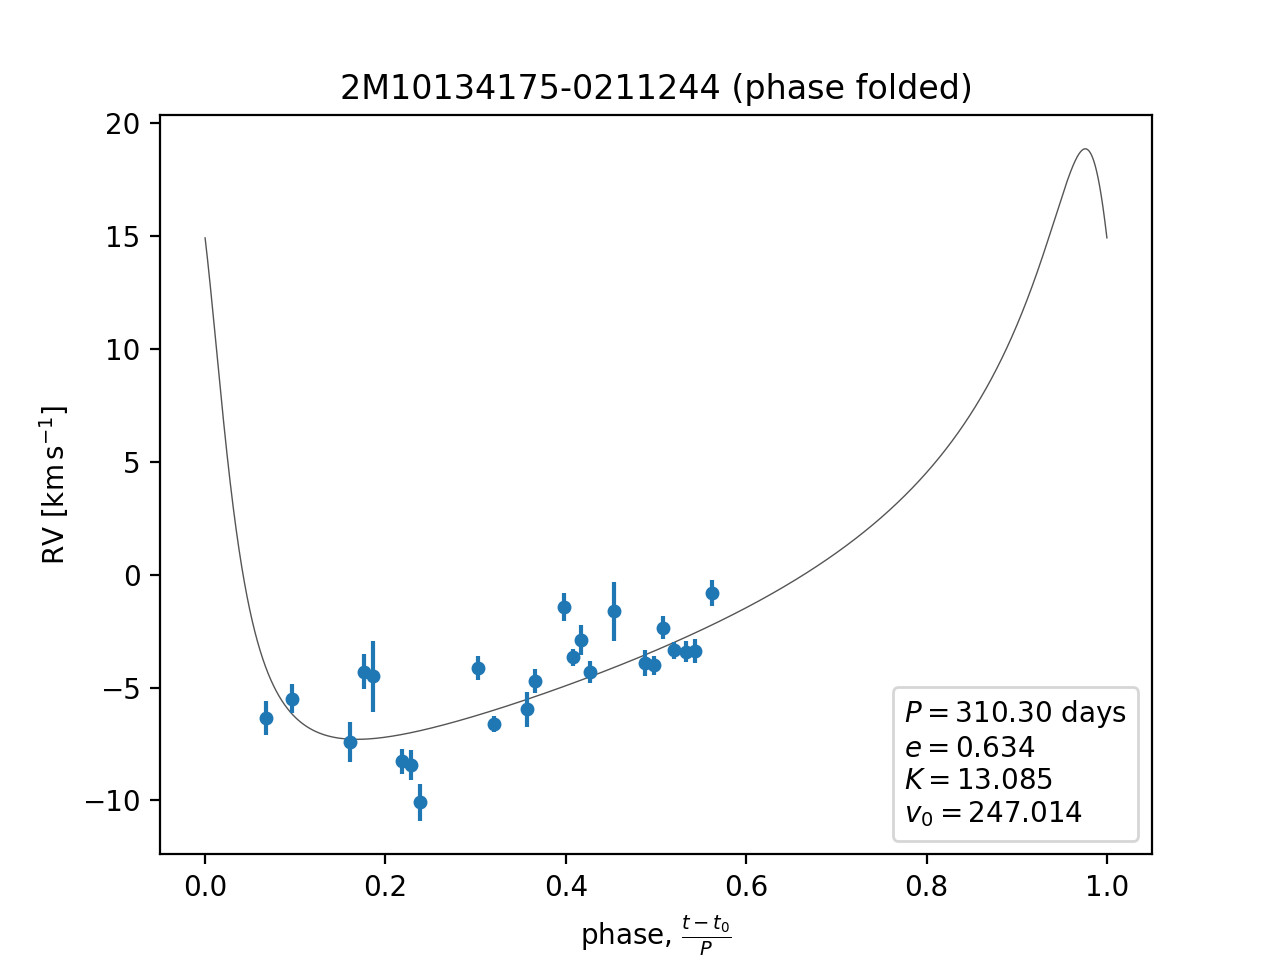 2M10134175-0211244 (phase folded)
20
15
10
5
0
−5
−10
RV [km s⁻¹]
P = 310.30 days
e = 0.634
K = 13.085
v₀ = 247.014
0.0 0.2 0.4 0.6 0.8 1.0
phase, (t − t₀)/P